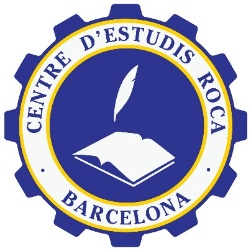 · CENTRE D'ESTUDIS ROCA ·
BARCELONA